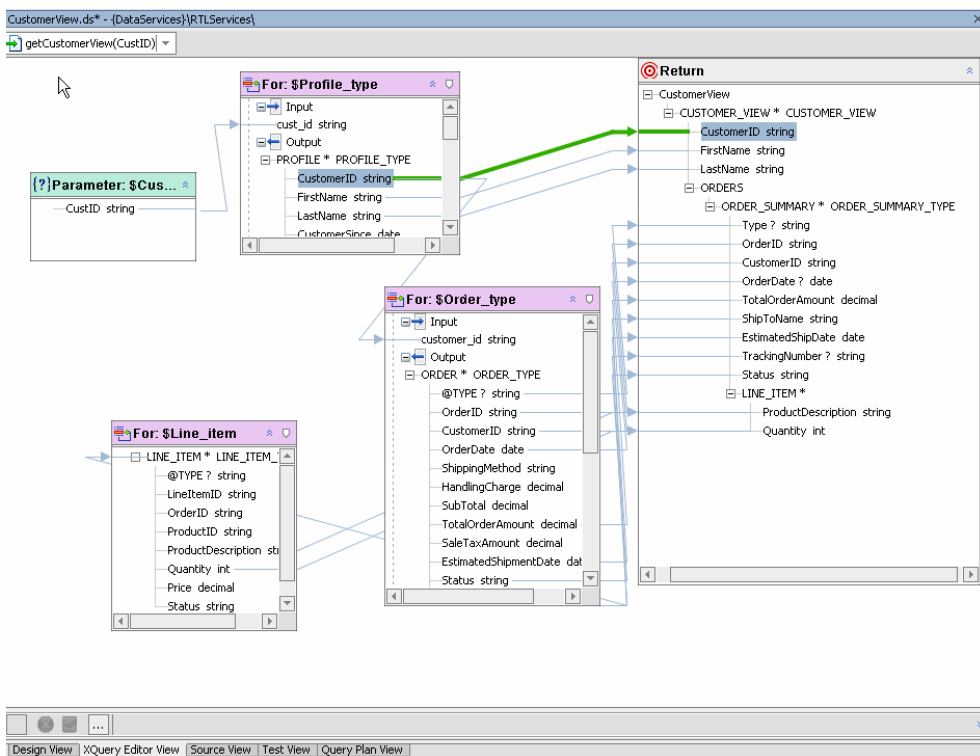 CustomerView.ds* - {DataServices}\RTLServices\
getCustomerView(CustID)
For: $Profile_type
Input
cust_id string
Output
PROFILE * PROFILE_TYPE
CustomerID string
FirstName string
LastName string
CustomerSince date
{?}Parameter: $Cus...
CustID string
For: $Order_type
Input
customer_id string
Output
ORDER * ORDER_TYPE
@TYPE ? string
OrderID string
CustomerID string
OrderDate date
ShippingMethod string
HandlingCharge decimal
SubTotal decimal
TotalOrderAmount decimal
SaleTaxAmount decimal
EstimatedShipmentDate dat
Status string
For: $Line_item
LINE_ITEM * LINE_ITEM_
@TYPE ? string
LineItemID string
OrderID string
ProductID string
ProductDescription stri
Quantity int
Price decimal
Status string
Return
CustomerView
CUSTOMER_VIEW * CUSTOMER_VIEW
CustomerID string
FirstName string
LastName string
ORDERS
ORDER_SUMMARY * ORDER_SUMMARY_TYPE
Type ? string
OrderID string
CustomerID string
OrderDate ? date
TotalOrderAmount decimal
ShipToName string
EstimatedShipDate date
TrackingNumber ? string
Status string
LINE_ITEM *
ProductDescription string
Quantity int
...
Design View XQuery Editor View Source View Test View Query Plan View